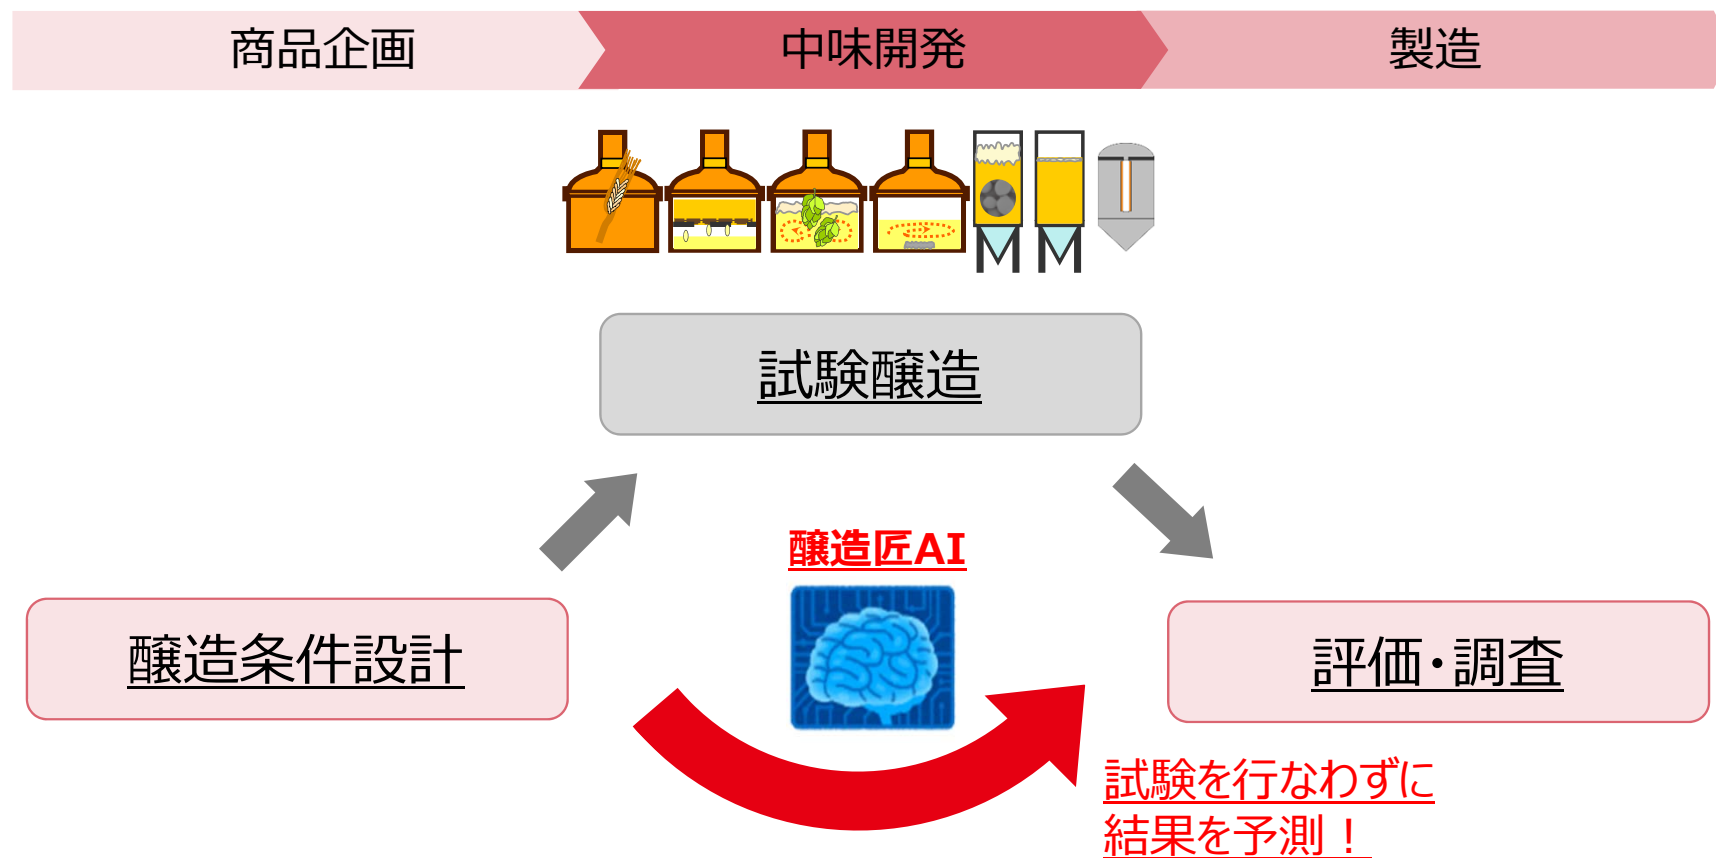 商品企画
中味開発
製造
試験醸造
醸造匠AI
醸造条件設計
評価・調査
試験を行なわずに
結果を予測！